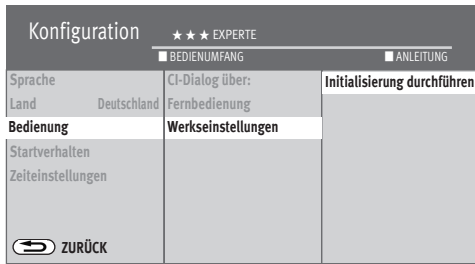 Konfiguration
★ ★ ★ EXPERTE
BEDIENUMFANG
ANLEITUNG
Sprache
Land Deutschland
Bedienung
Startverhalten
Zeiteinstellungen
CI-Dialog über:
Fernbedienung
Werkseinstellungen
Initialisierung durchführen
ZURÜCK